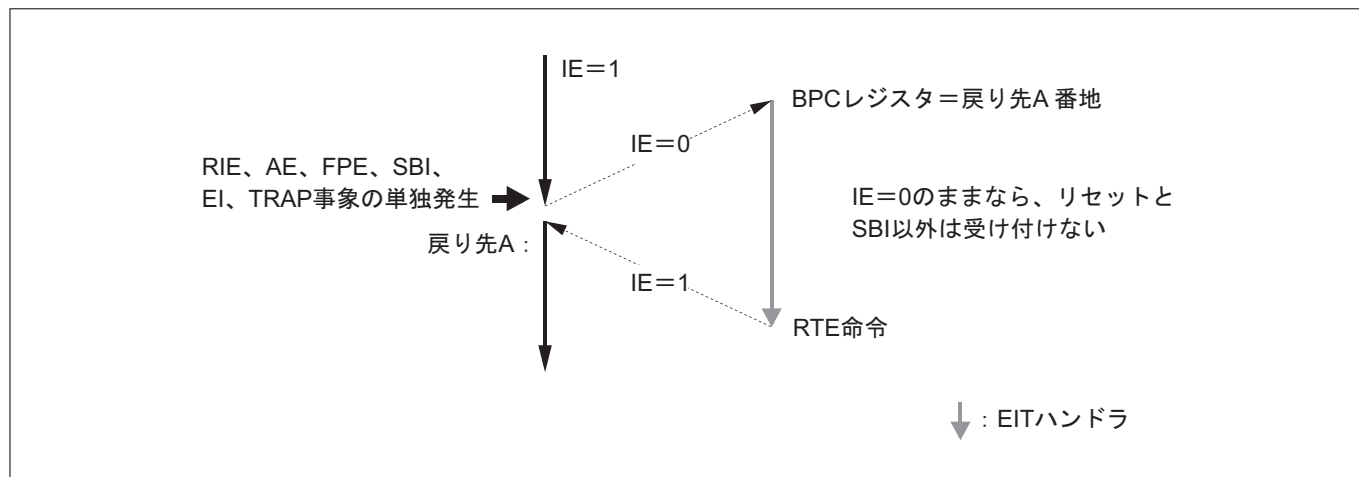 IE＝1
BPCレジスタ＝戻り先A 番地
IE＝0
RIE、AE、FPE、SBI、
EI、TRAP事象の単独発生
IE＝0のままなら、リセットと
SBI以外は受け付けない
戻り先A：
IE＝1
RTE命令
：EITハンドラ